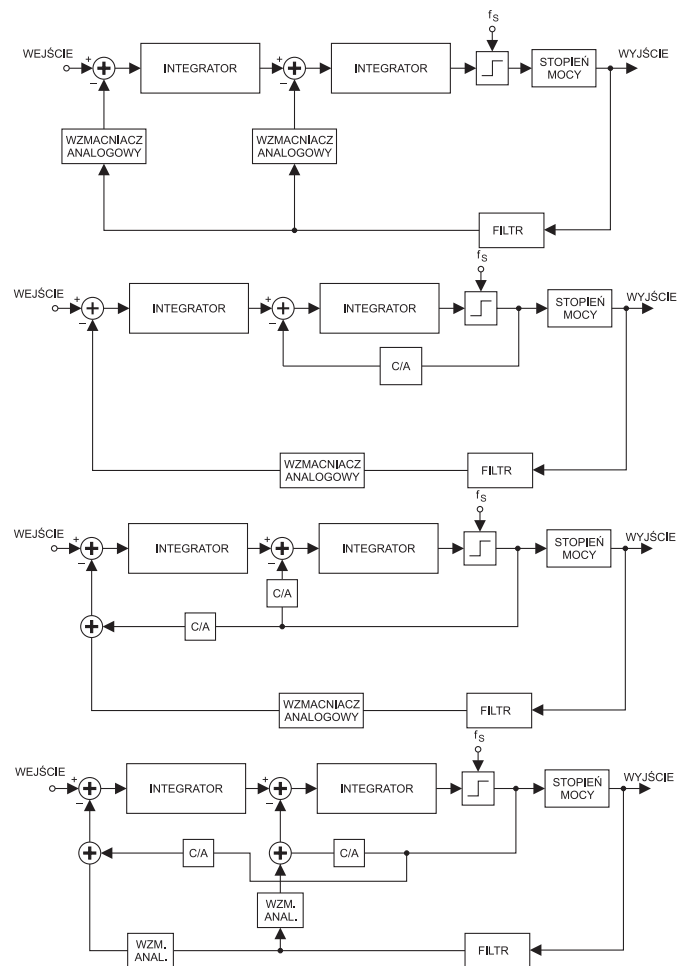 fS
WEJŚCIE + INTEGRATOR + INTEGRATOR STOPIEŃ MOCY WYJŚCIE
− −
WZMACNIACZ ANALOGOWY WZMACNIACZ ANALOGOWY
FILTR
fS
WEJŚCIE + INTEGRATOR + INTEGRATOR STOPIEŃ MOCY WYJŚCIE
− −
C/A
WZMACNIACZ ANALOGOWY FILTR
fS
WEJŚCIE + INTEGRATOR + INTEGRATOR STOPIEŃ MOCY WYJŚCIE
− −
C/A
C/A
WZMACNIACZ ANALOGOWY FILTR
fS
WEJŚCIE + INTEGRATOR + INTEGRATOR STOPIEŃ MOCY WYJŚCIE
− −
C/A C/A
WZM. ANAL.
WZM. ANAL. FILTR